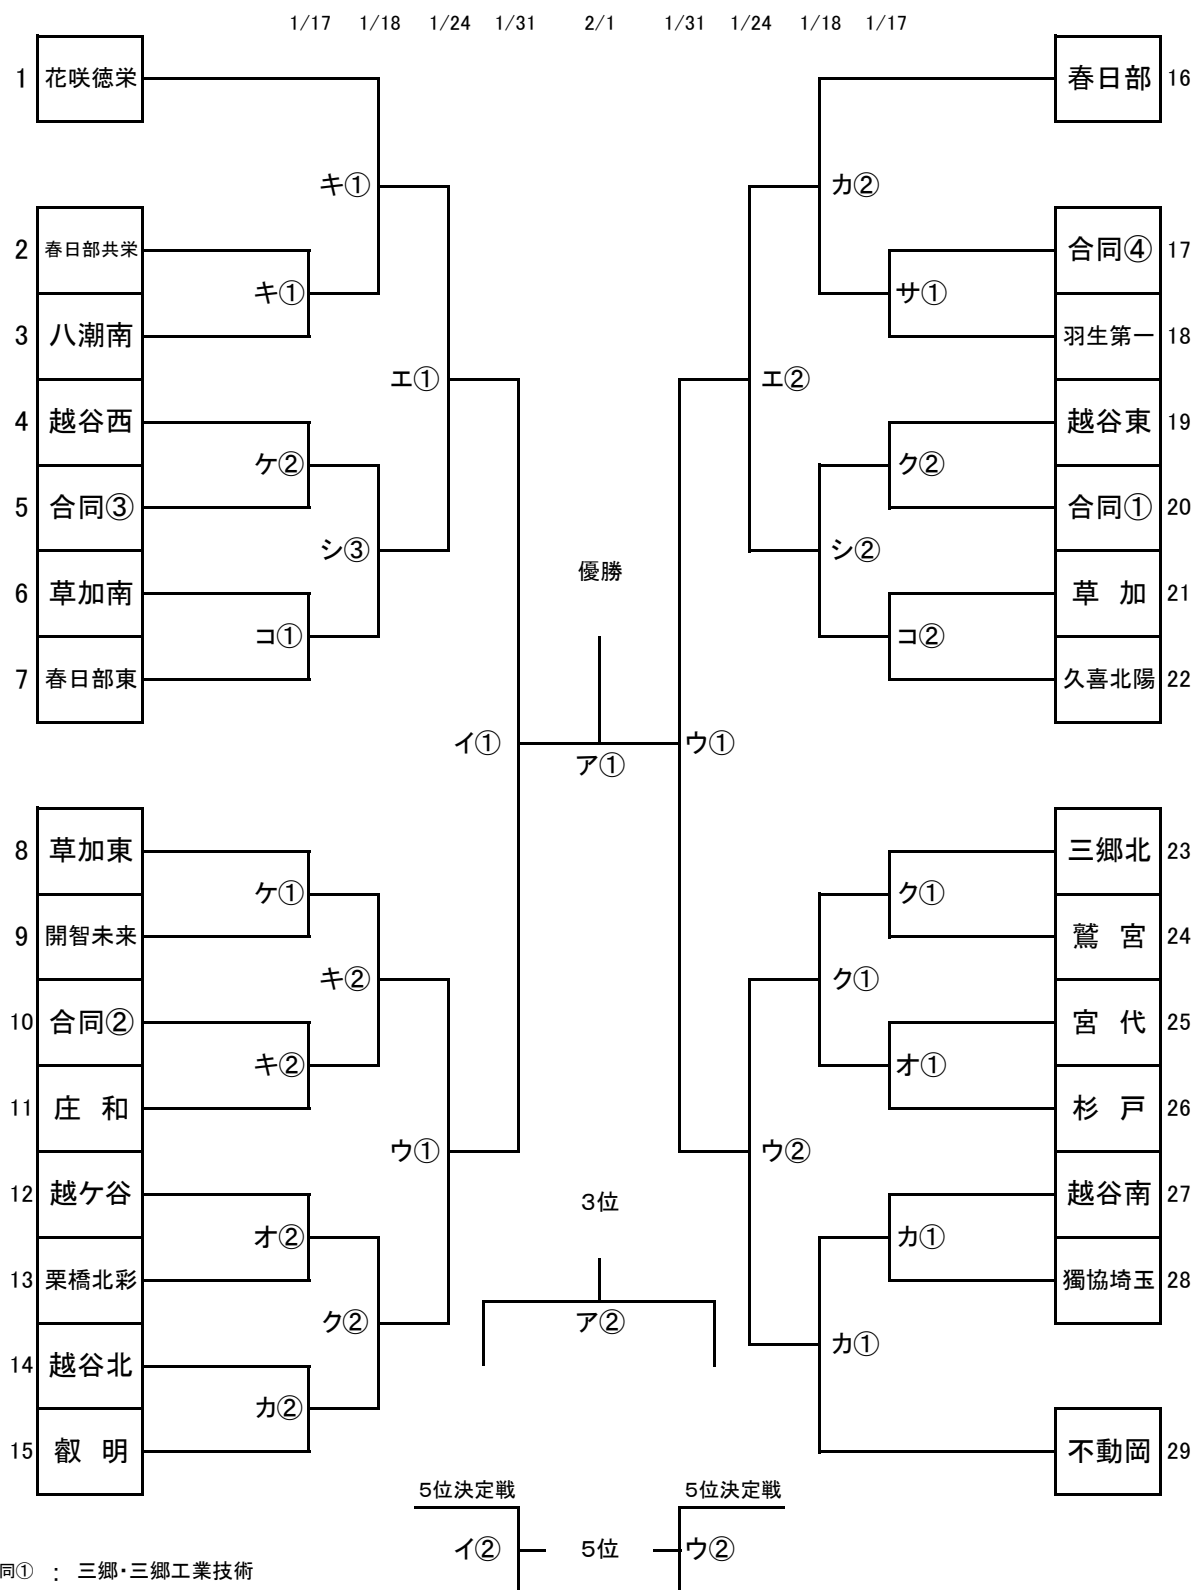 1/17 1/18 1/24 1/31 2/1 1/31 1/24 1/18 1/17
1 花咲徳栄
春日部 16
キ①
カ②
2 春日部共栄
合同④ 17
キ①
サ①
3 八潮南
羽生第一 18
エ①
エ②
4 越谷西
越谷東 19
ケ②
ク②
5 合同③
合同① 20
シ③
シ②
優勝
6 草加南
草 加 21
コ①
コ②
7 春日部東
久喜北陽 22
イ①
ア①
ウ①
8 草加東
三郷北 23
ケ①
ク①
9 開智未来
鷲 宮 24
キ②
ク①
10 合同②
宮 代 25
キ②
オ①
11 庄 和
杉 戸 26
ウ①
ウ②
12 越ケ谷
3位
越谷南 27
オ②
カ①
13 栗橋北彩
獨協埼玉 28
ク②
ア②
カ①
14 越谷北
カ②
15 叡 明
不動岡 29
5位決定戦
5位決定戦
イ② 5位 ウ②
同① : 三郷・三郷工業技術